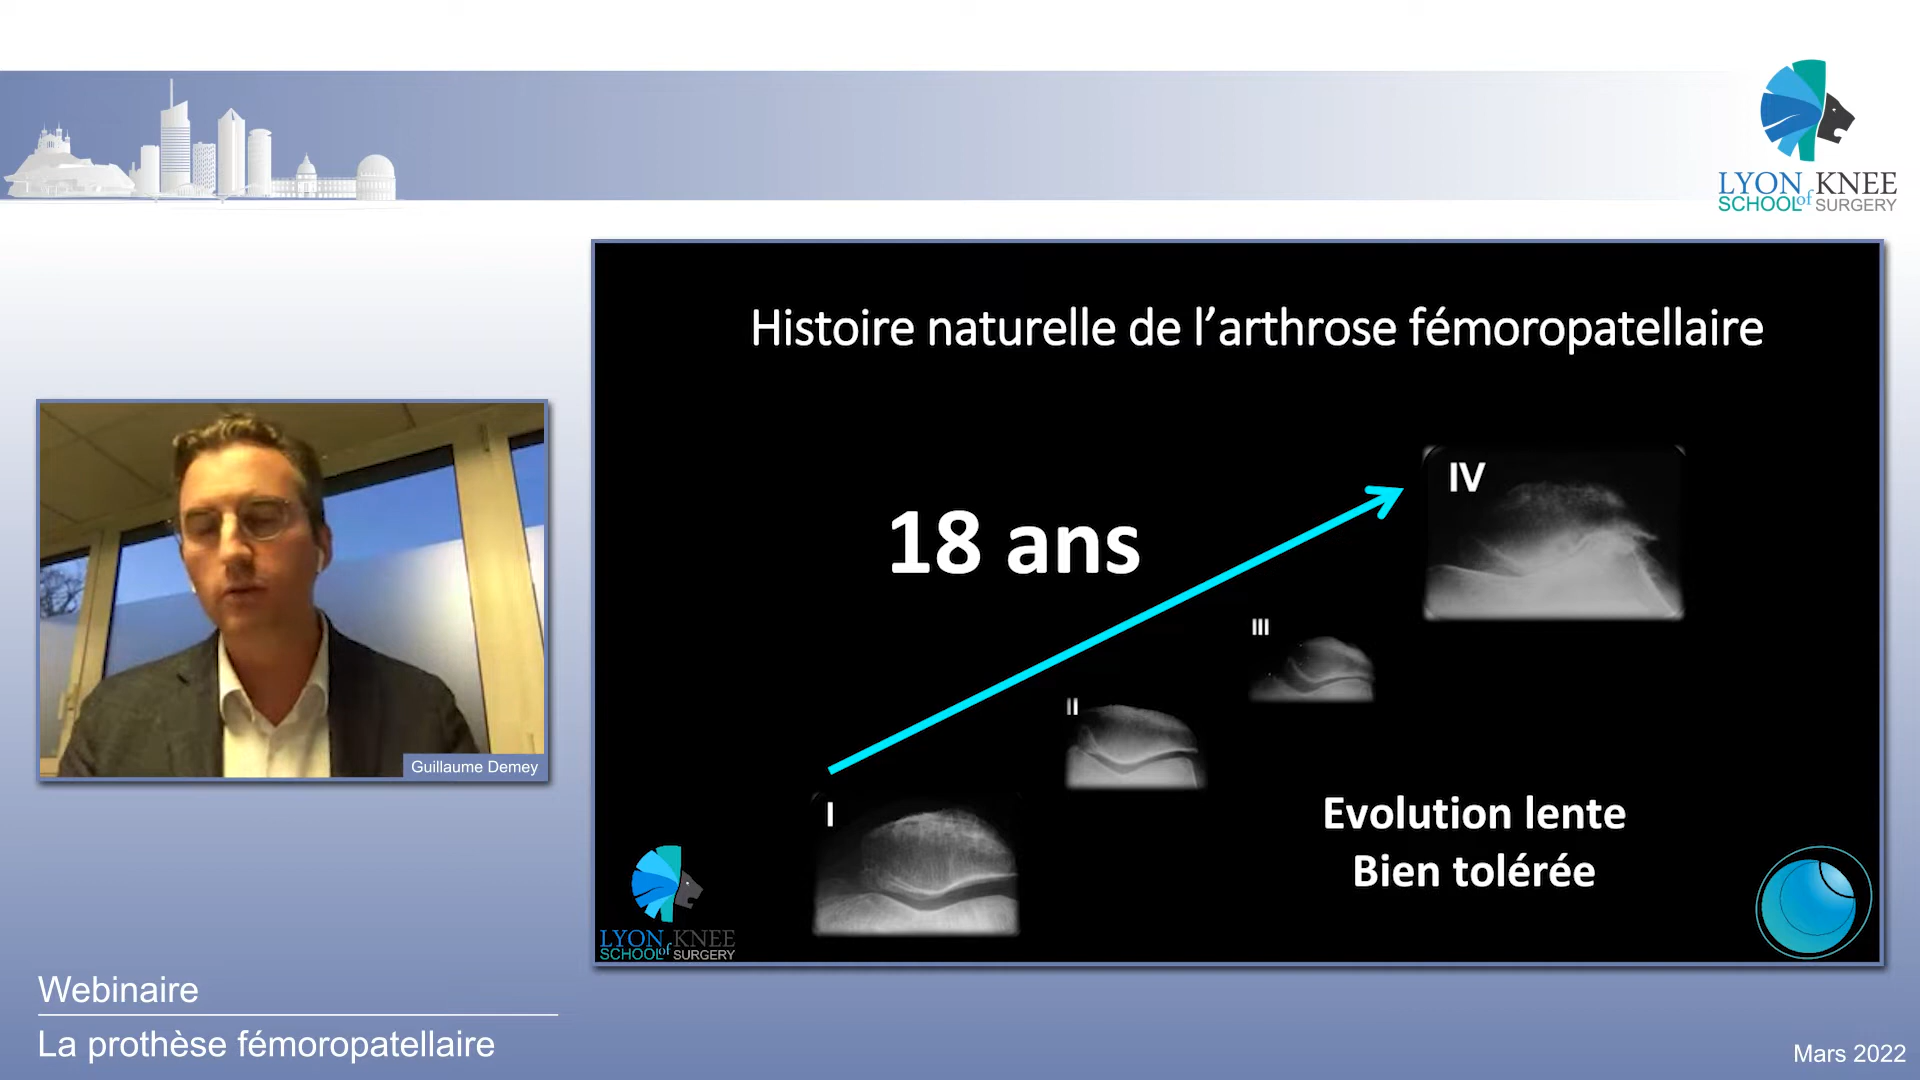 LYON KNEE
SCHOOL of SURGERY
Histoire naturelle de l’arthrose fémoropatellaire
IV
18 ans
III
II
I
Evolution lente
Bien tolérée
LYON KNEE
SCHOOL of SURGERY
Guillaume Demey
Webinaire
La prothèse fémoropatellaire
Mars 2022